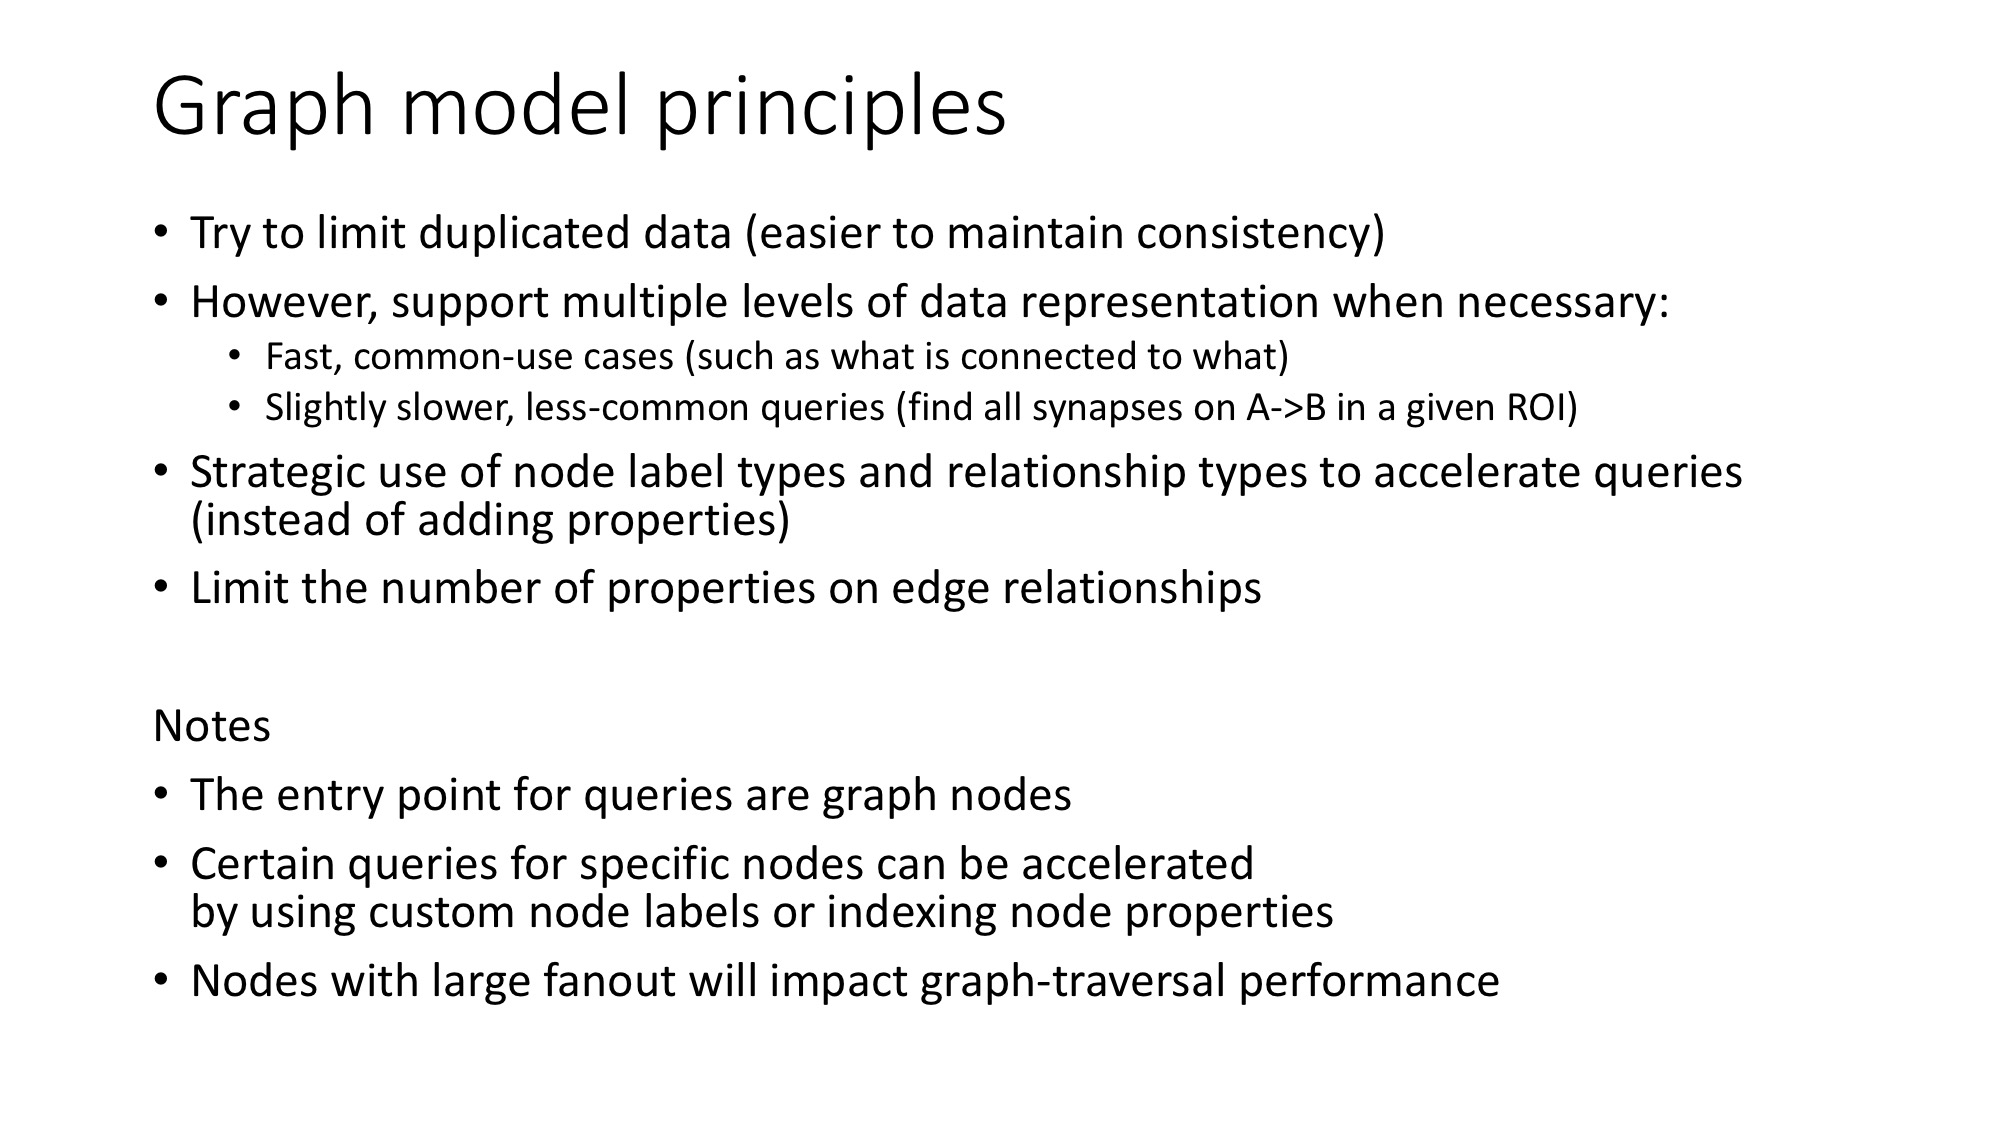 Graph model principles
• Try to limit duplicated data (easier to maintain consistency)
• However, support multiple levels of data representation when necessary:
• Fast, common-use cases (such as what is connected to what)
• Slightly slower, less-common queries (find all synapses on A->B in a given ROI)
• Strategic use of node label types and relationship types to accelerate queries
(instead of adding properties)
• Limit the number of properties on edge relationships
Notes
• The entry point for queries are graph nodes
• Certain queries for specific nodes can be accelerated
by using custom node labels or indexing node properties
• Nodes with large fanout will impact graph-traversal performance